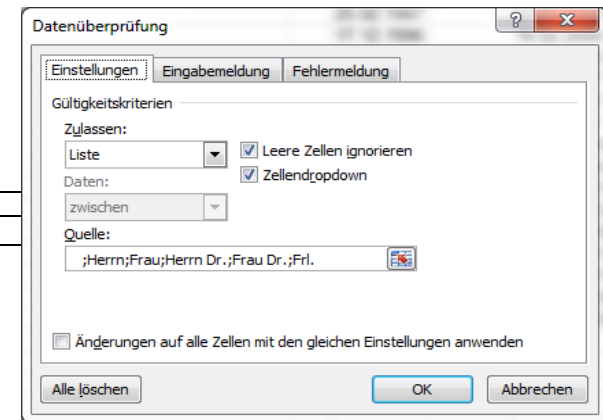 Datenüberprüfung
Einstellungen Eingabemeldung Fehlermeldung
Gültigkeitskriterien
Zulassen:
Liste
Leere Zellen ignorieren
Daten:
Zellendropdown
zwischen
Quelle:
;Herrn;Frau;Herrn Dr.;Frau Dr.;Frl.
Änderungen auf alle Zellen mit den gleichen Einstellungen anwenden
Alle löschen OK Abbrechen